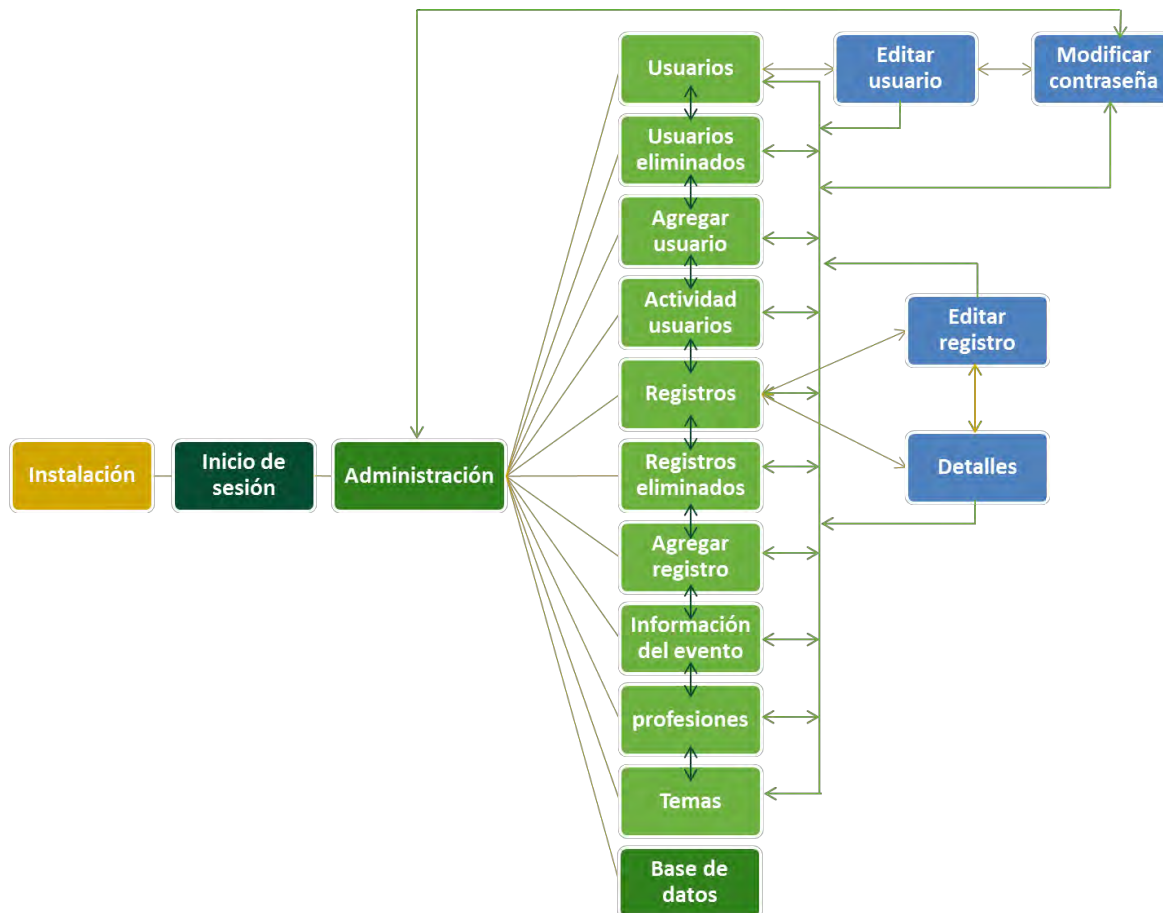 Usuarios
Editar
usuario
Modificar
contraseña
Usuarios
eliminados
Agregar
usuario
Actividad
usuarios
Editar
registro
Registros
Instalación
Inicio de
sesión
Administración
Registros
eliminados
Detalles
Agregar
registro
Información
del evento
profesiones
Temas
Base de
datos